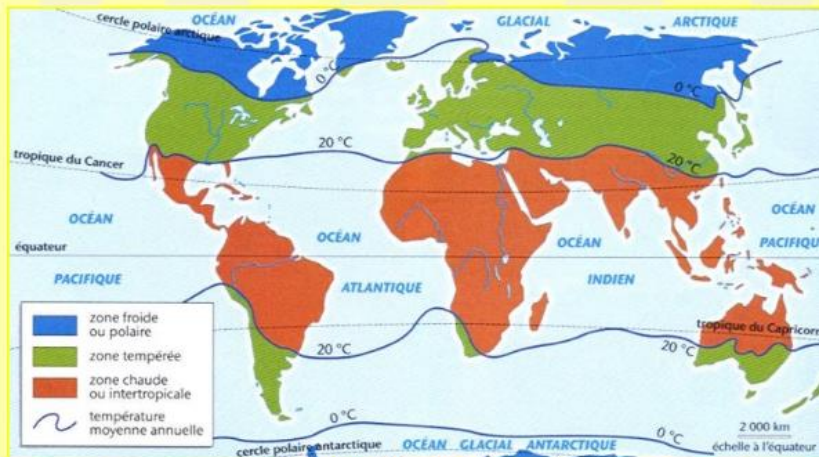 OCÉAN GLACIAL ARCTIQUE
cercle polaire arctique
0 °C
0 °C
20 °C
20 °C
tropique du Cancer
OCÉAN
OCÉAN
OCÉAN
OCÉAN
équateur
PACIFIQU
PACIFIQUE
ATLANTIQUE
INDIEN
zone froide
ou polaire
zone tempérée
zone chaude
ou intertropicale
température
moyenne annuelle
tropique du Capricorn
20 °C
20 °C
0 °C
0 °C
2 000 km
échelle à l'équateur
cercle polaire antarctique
OCÉAN GLACIAL ANTARCTIQUE